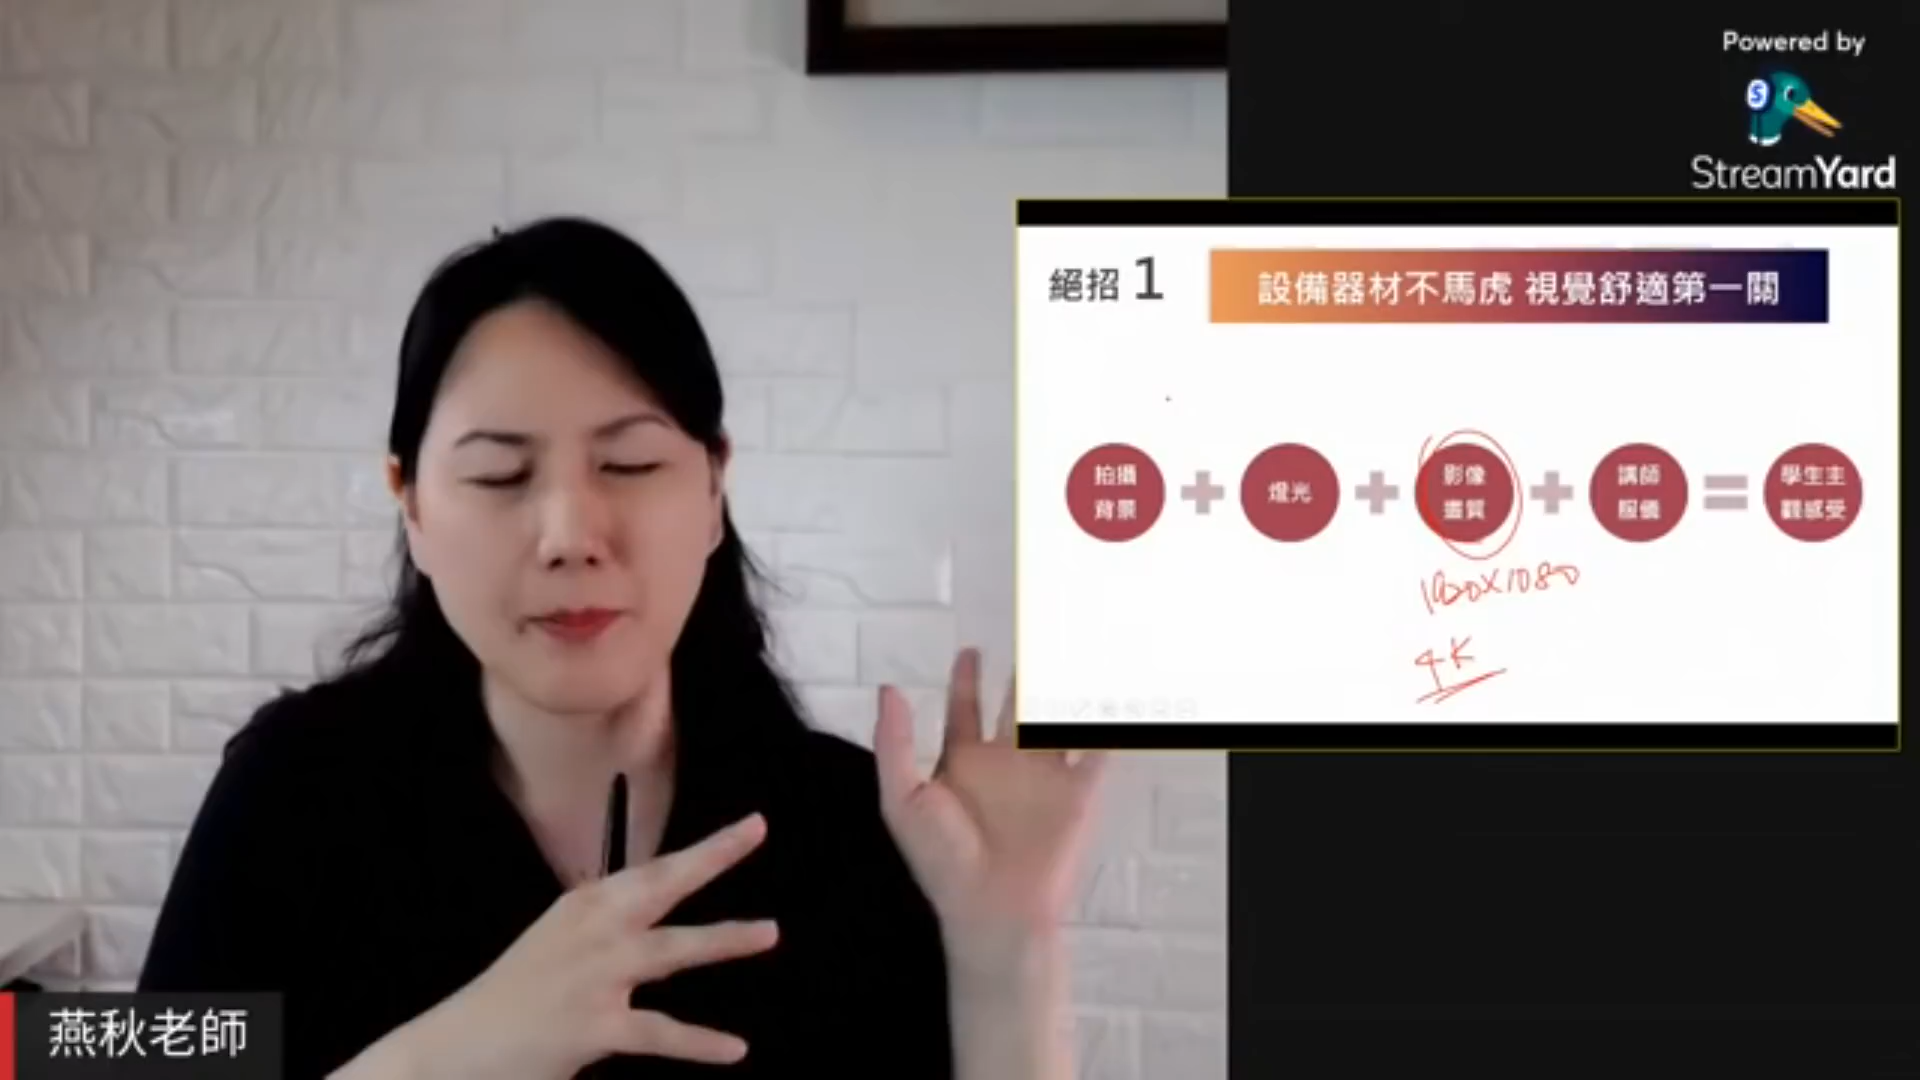 Powered by
S
StreamYard
絕招 1
設備器材不馬虎 視覺舒適第一關
拍攝
背景
+
燈光
+
影像
畫質
+
講師
服儀
=
學生主
觀感受
1920X1080
4K
燕秋老師